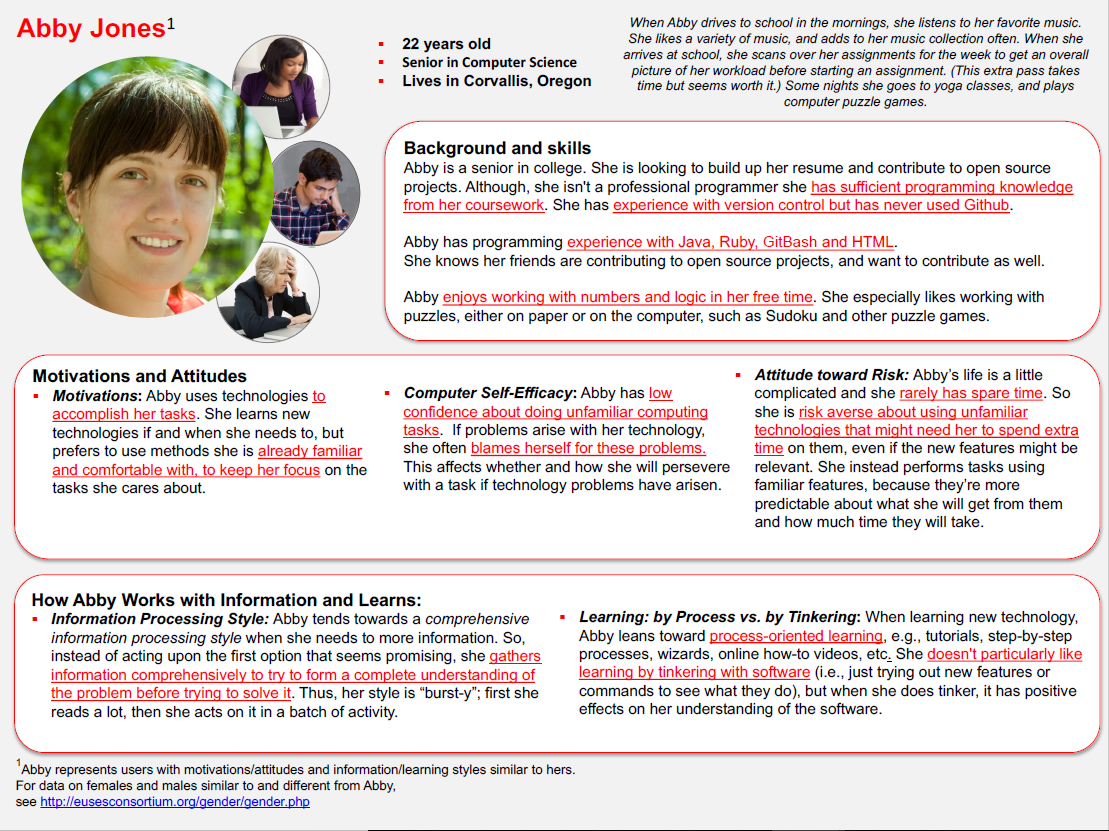 Abby Jones1
22 years old
Senior in Computer Science
Lives in Corvallis, Oregon
When Abby drives to school in the mornings, she listens to her favorite music.
She likes a variety of music, and adds to her music collection often. When she
arrives at school, she scans over her assignments for the week to get an overall
picture of her workload before starting an assignment. (This extra pass takes
time but seems worth it.) Some nights she goes to yoga classes, and plays
computer puzzle games.
Background and skills
Abby is a senior in college. She is looking to build up her resume and contribute to open source
projects. Although, she isn't a professional programmer she has sufficient programming knowledge
from her coursework. She has experience with version control but has never used Github.
Abby has programming experience with Java, Ruby, GitBash and HTML.
She knows her friends are contributing to open source projects, and want to contribute as well.
Abby enjoys working with numbers and logic in her free time. She especially likes working with
puzzles, either on paper or on the computer, such as Sudoku and other puzzle games.
Motivations and Attitudes
Motivations: Abby uses technologies to
accomplish her tasks. She learns new
technologies if and when she needs to, but
prefers to use methods she is already familiar
and comfortable with, to keep her focus on the
tasks she cares about.
Computer Self-Efficacy: Abby has low
confidence about doing unfamiliar computing
tasks. If problems arise with her technology,
she often blames herself for these problems.
This affects whether and how she will persevere
with a task if technology problems have arisen.
Attitude toward Risk: Abby's life is a little
complicated and she rarely has spare time. So
she is risk averse about using unfamiliar
technologies that might need her to spend extra
time on them, even if the new features might be
relevant. She instead performs tasks using
familiar features, because they're more
predictable about what she will get from them
and how much time they will take.
How Abby Works with Information and Learns:
Information Processing Style: Abby tends towards a comprehensive
information processing style when she needs to more information. So,
instead of acting upon the first option that seems promising, she gathers
information comprehensively to try to form a complete understanding of
the problem before trying to solve it. Thus, her style is “burst-y”; first she
reads a lot, then she acts on it in a batch of activity.
Learning: by Process vs. by Tinkering: When learning new technology,
Abby leans toward process-oriented learning, e.g., tutorials, step-by-step
processes, wizards, online how-to videos, etc. She doesn't particularly like
learning by tinkering with software (i.e., just trying out new features or
commands to see what they do), but when she does tinker, it has positive
effects on her understanding of the software.
1Abby represents users with motivations/attitudes and information/learning styles similar to hers.
For data on females and males similar to and different from Abby,
see http://eusesconsortium.org/gender/gender.php